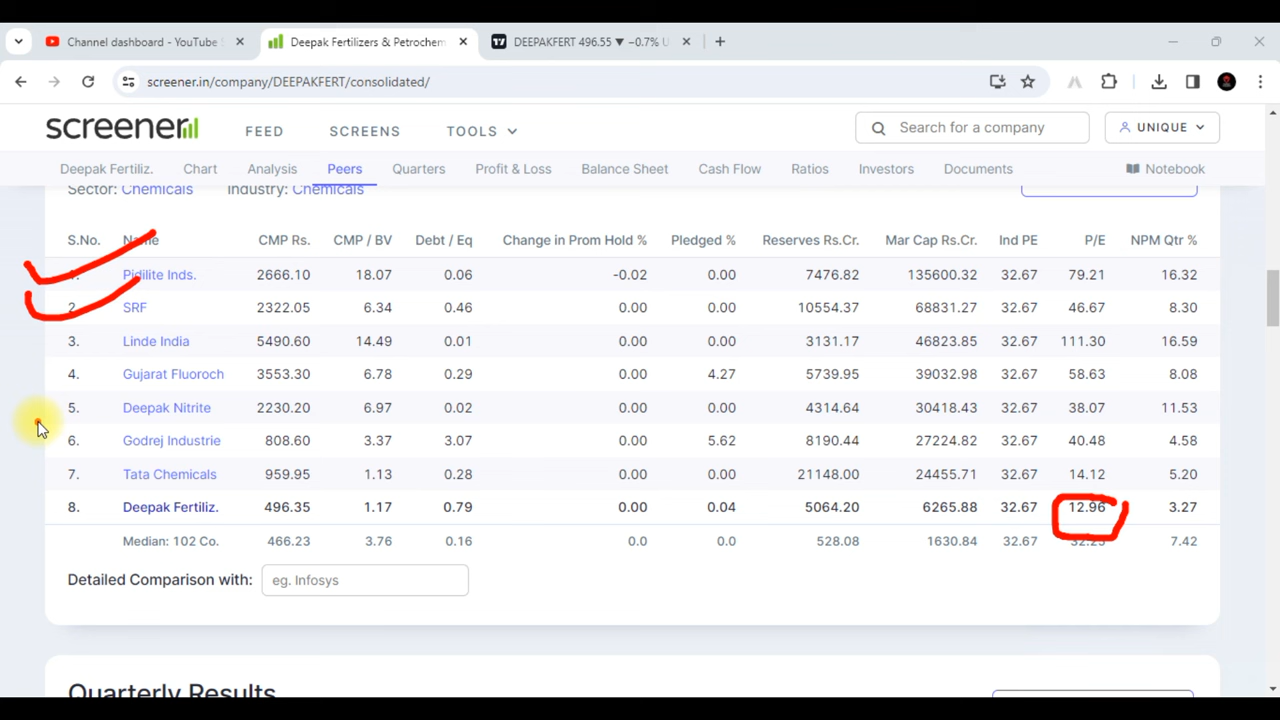 Channel dashboard - YouTube
Deepak Fertilizers & Petrochem
DEEPAKFERT 496.55 ▼ −0.7% U
screener.in/company/DEEPAKFERT/consolidated/
screener
FEED
SCREENS
TOOLS
Search for a company
UNIQUE
Deepak Fertiliz. Chart Analysis Peers Quarters Profit & Loss Balance Sheet Cash Flow Ratios Investors Documents Notebook
Sector: Chemicals Industry: Chemicals
S.No. Name CMP Rs. CMP / BV Debt / Eq Change in Prom Hold % Pledged % Reserves Rs.Cr. Mar Cap Rs.Cr. Ind PE P/E NPM Qtr %
1. Pidilite Inds. 2666.10 18.07 0.06 -0.02 0.00 7476.82 135600.32 32.67 79.21 16.32
2. SRF 2322.05 6.34 0.46 0.00 0.00 10554.37 68831.27 32.67 46.67 8.30
3. Linde India 5490.60 14.49 0.01 0.00 0.00 3131.17 46823.85 32.67 111.30 16.59
4. Gujarat Fluoroch 3553.30 6.78 0.29 0.00 4.27 5739.95 39032.98 32.67 58.63 8.08
5. Deepak Nitrite 2230.20 6.97 0.02 0.00 0.00 4314.64 30418.43 32.67 38.07 11.53
6. Godrej Industrie 808.60 3.37 3.07 0.00 5.62 8190.44 27224.82 32.67 40.48 4.58
7. Tata Chemicals 959.95 1.13 0.28 0.00 0.00 21148.00 24455.71 32.67 14.12 5.20
8. Deepak Fertiliz. 496.35 1.17 0.79 0.00 0.04 5064.20 6265.88 32.67 12.96 3.27
Median: 102 Co. 466.23 3.76 0.16 0.0 0.0 528.08 1630.84 32.67 32.23 7.42
Detailed Comparison with: eg. Infosys
Quarterly Results